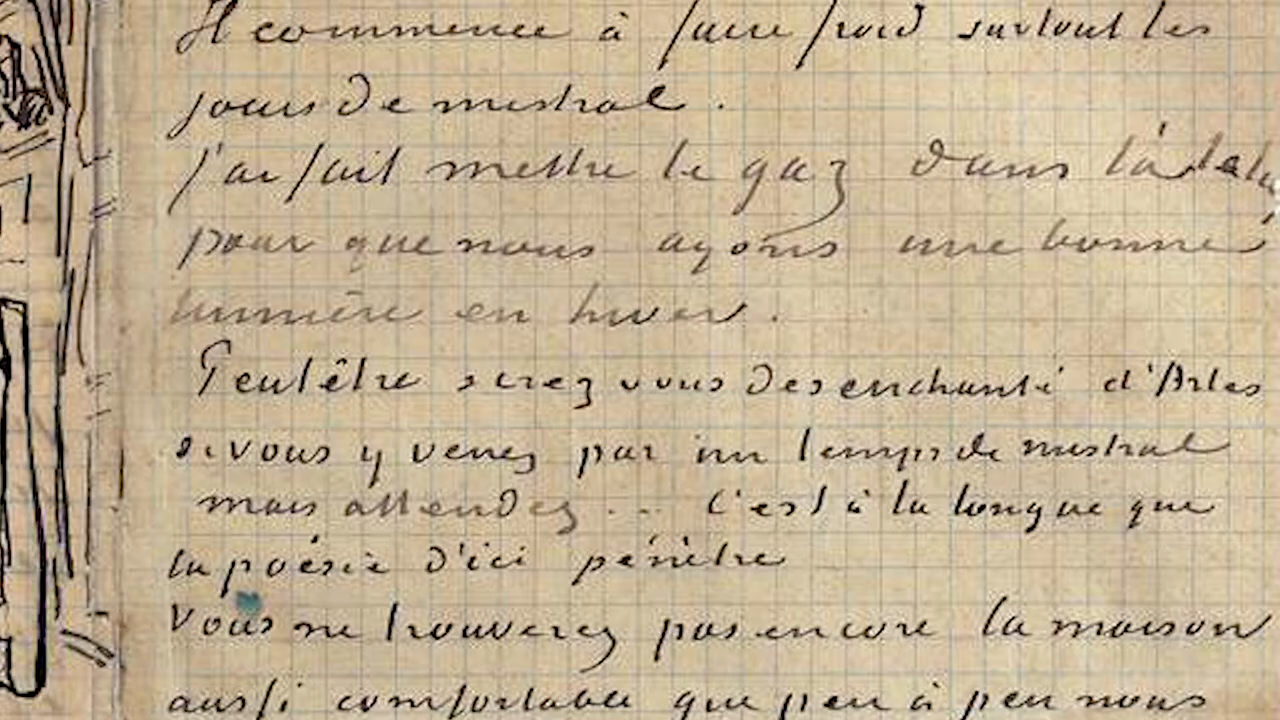 Il commence à faire froid surtout les
jours de mistral.
J'ai fait mettre le gaz dans l'atelier
pour que nous ayons une bonne
lumière en hiver.
Peutêtre serez vous desenchanté d'Arles
si vous y venez par un temps de mistral
mais attendez... C'est à la longue que
la poésie d'ici pénètre
Vous ne trouverez pas encore la maison
aussi comfortable que peu à peu nous